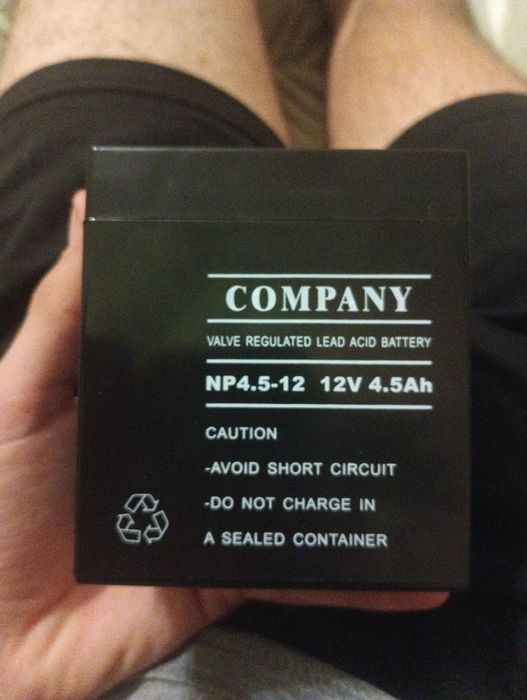 COMPANY
VALVE REGULATED LEAD ACID BATTERY
NP4.5-12 12V 4.5Ah
CAUTION
-AVOID SHORT CIRCUIT
-DO NOT CHARGE IN
A SEALED CONTAINER